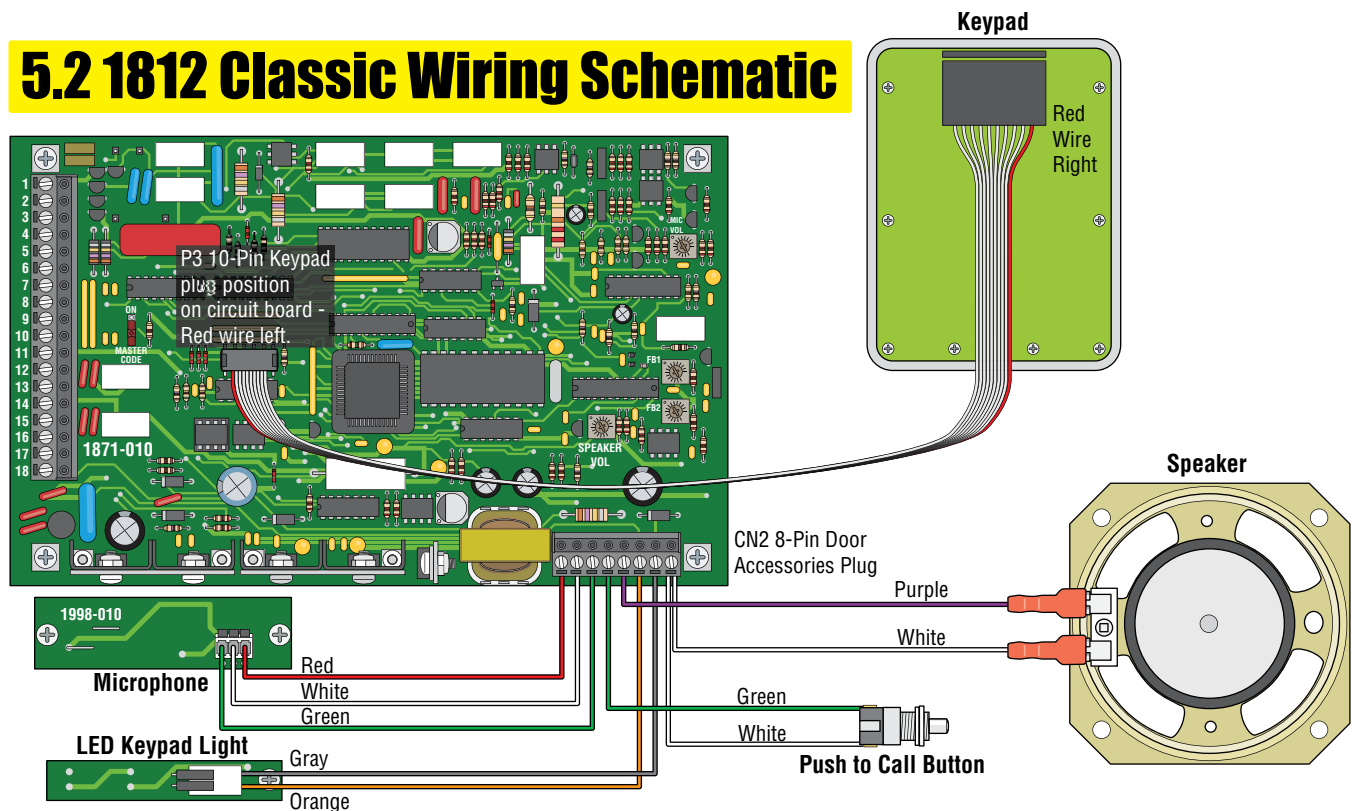 5.2 1812 Classic Wiring Schematic
Keypad
Red
Wire
Right
1
2
3
4
5
6
7
8
9
10
11
12
13
14
15
16
17
18
MIC
VOL
P3 10-Pin Keypad
plug position
on circuit board -
Red wire left.
ON
MASTER
CODE
FB1
FB2
SPEAKER
VOL
1871-010
Speaker
CN2 8-Pin Door
Accessories Plug
Purple
White
1998-010
Microphone
Red
White
Green
Green
White
Push to Call Button
LED Keypad Light
Gray
Orange